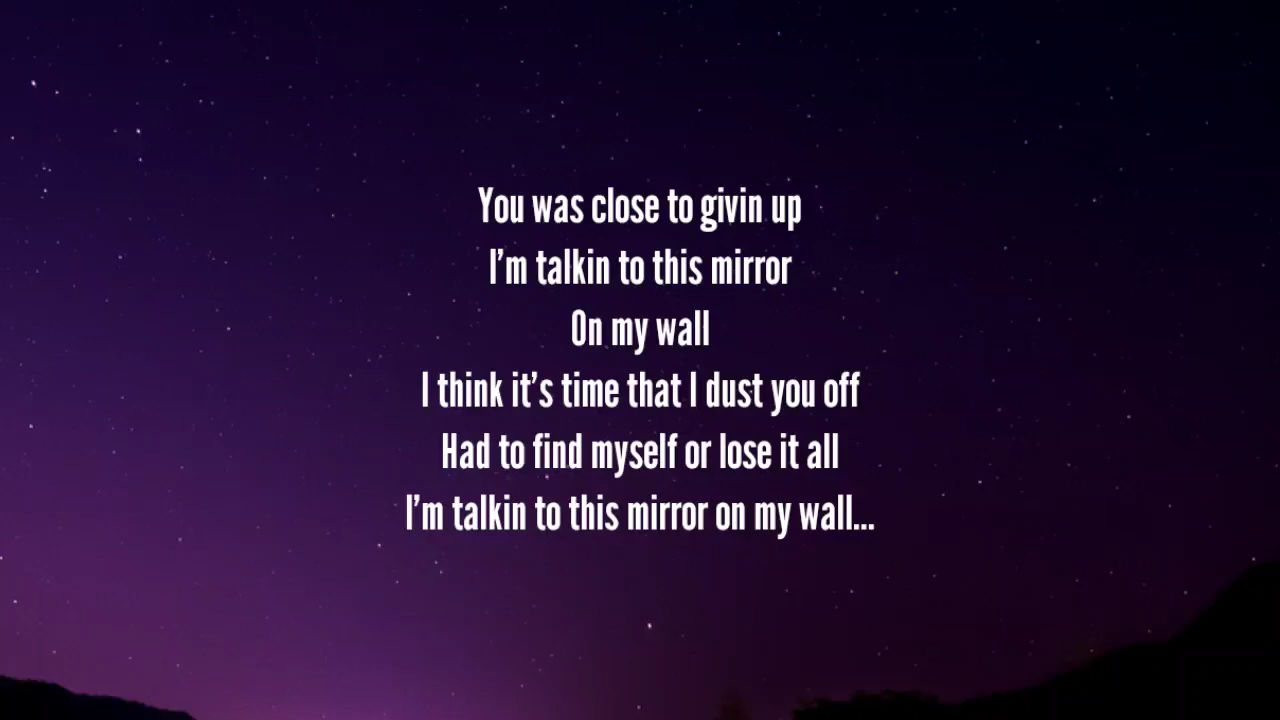 You was close to givin up
I'm talkin to this mirror
On my wall
I think it's time that I dust you off
Had to find myself or lose it all
I'm talkin to this mirror on my wall...